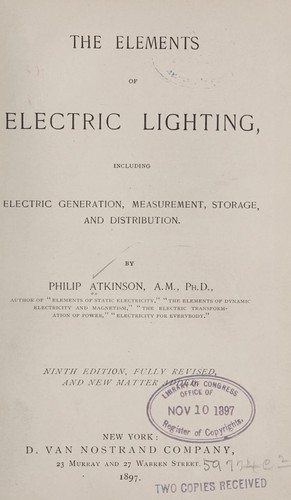 THE ELEMENTS
OF
ELECTRIC LIGHTING,
INCLUDING
ELECTRIC GENERATION, MEASUREMENT, STORAGE,
AND DISTRIBUTION.
BY
PHILIP ATKINSON, A.M., PH.D.,
AUTHOR OF "ELEMENTS OF STATIC ELECTRICITY," "THE ELEMENTS OF DYNAMIC
ELECTRICITY AND MAGNETISM," "THE ELECTRIC TRANSFORM-
ATION OF POWER," "ELECTRICITY FOR EVERYBODY."
NINTH EDITION, FULLY REVISED,
AND NEW MATTER
LIBRARY OF CONGRESS
OFFICE OF
NOV 10 1897
Register of Copyrights.
NEW YORK:
D. VAN NOSTRAND COMPANY,
23 MURRAY AND 27 WARREN STREET.
1897.
TWO COPIES RECEIVED